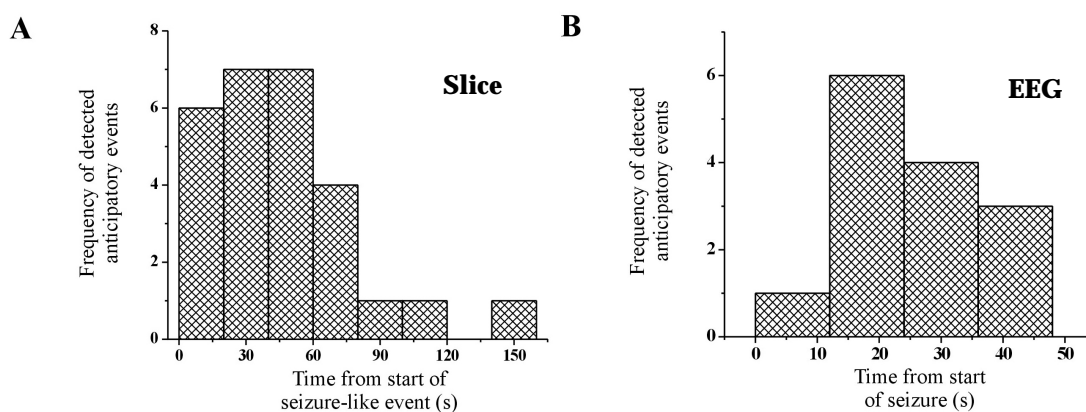 A
Frequency of detected
anticipatory events
8
6
4
2
0
Slice
0 30 60 90 120 150
Time from start of
seizure-like event (s)
B
Frequency of detected
anticipatory events
6
4
2
0
EEG
0 10 20 30 40 50
Time from start
of seizure (s)